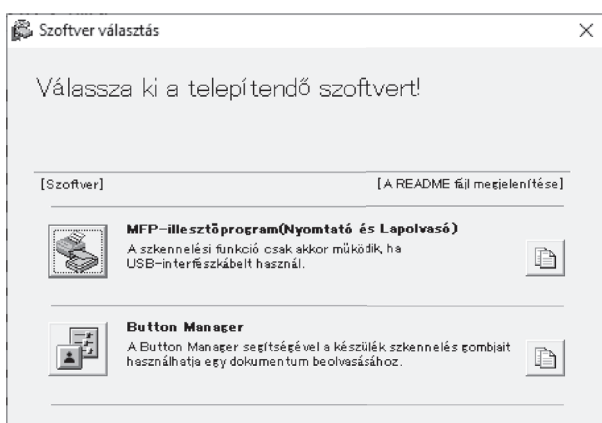 Szoftver választás
Válassza ki a telepítendő szoftvert!
[Szoftver] [A README fájl megjelenítése]
MFP-illesztőprogram(Nyomtató és Lapolvasó)
A szkennelési funkció csak akkor működik, ha
USB-interfészkábelt használ.
Button Manager
A Button Manager segítségével a készülék szkennelés gombjait
használhatja egy dokumentum beolvasásához.